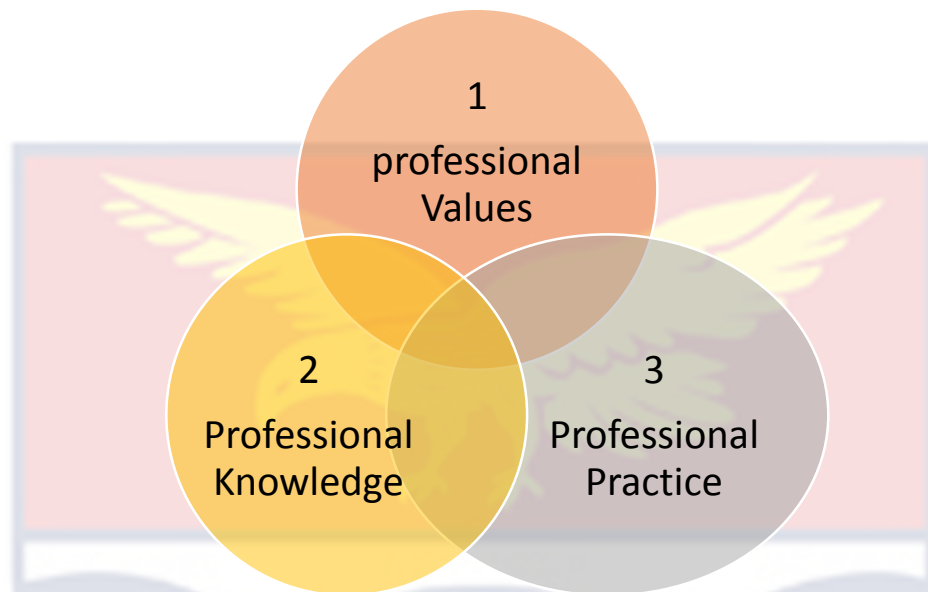 1
professional
Values
2
Professional
Knowledge
3
Professional
Practice